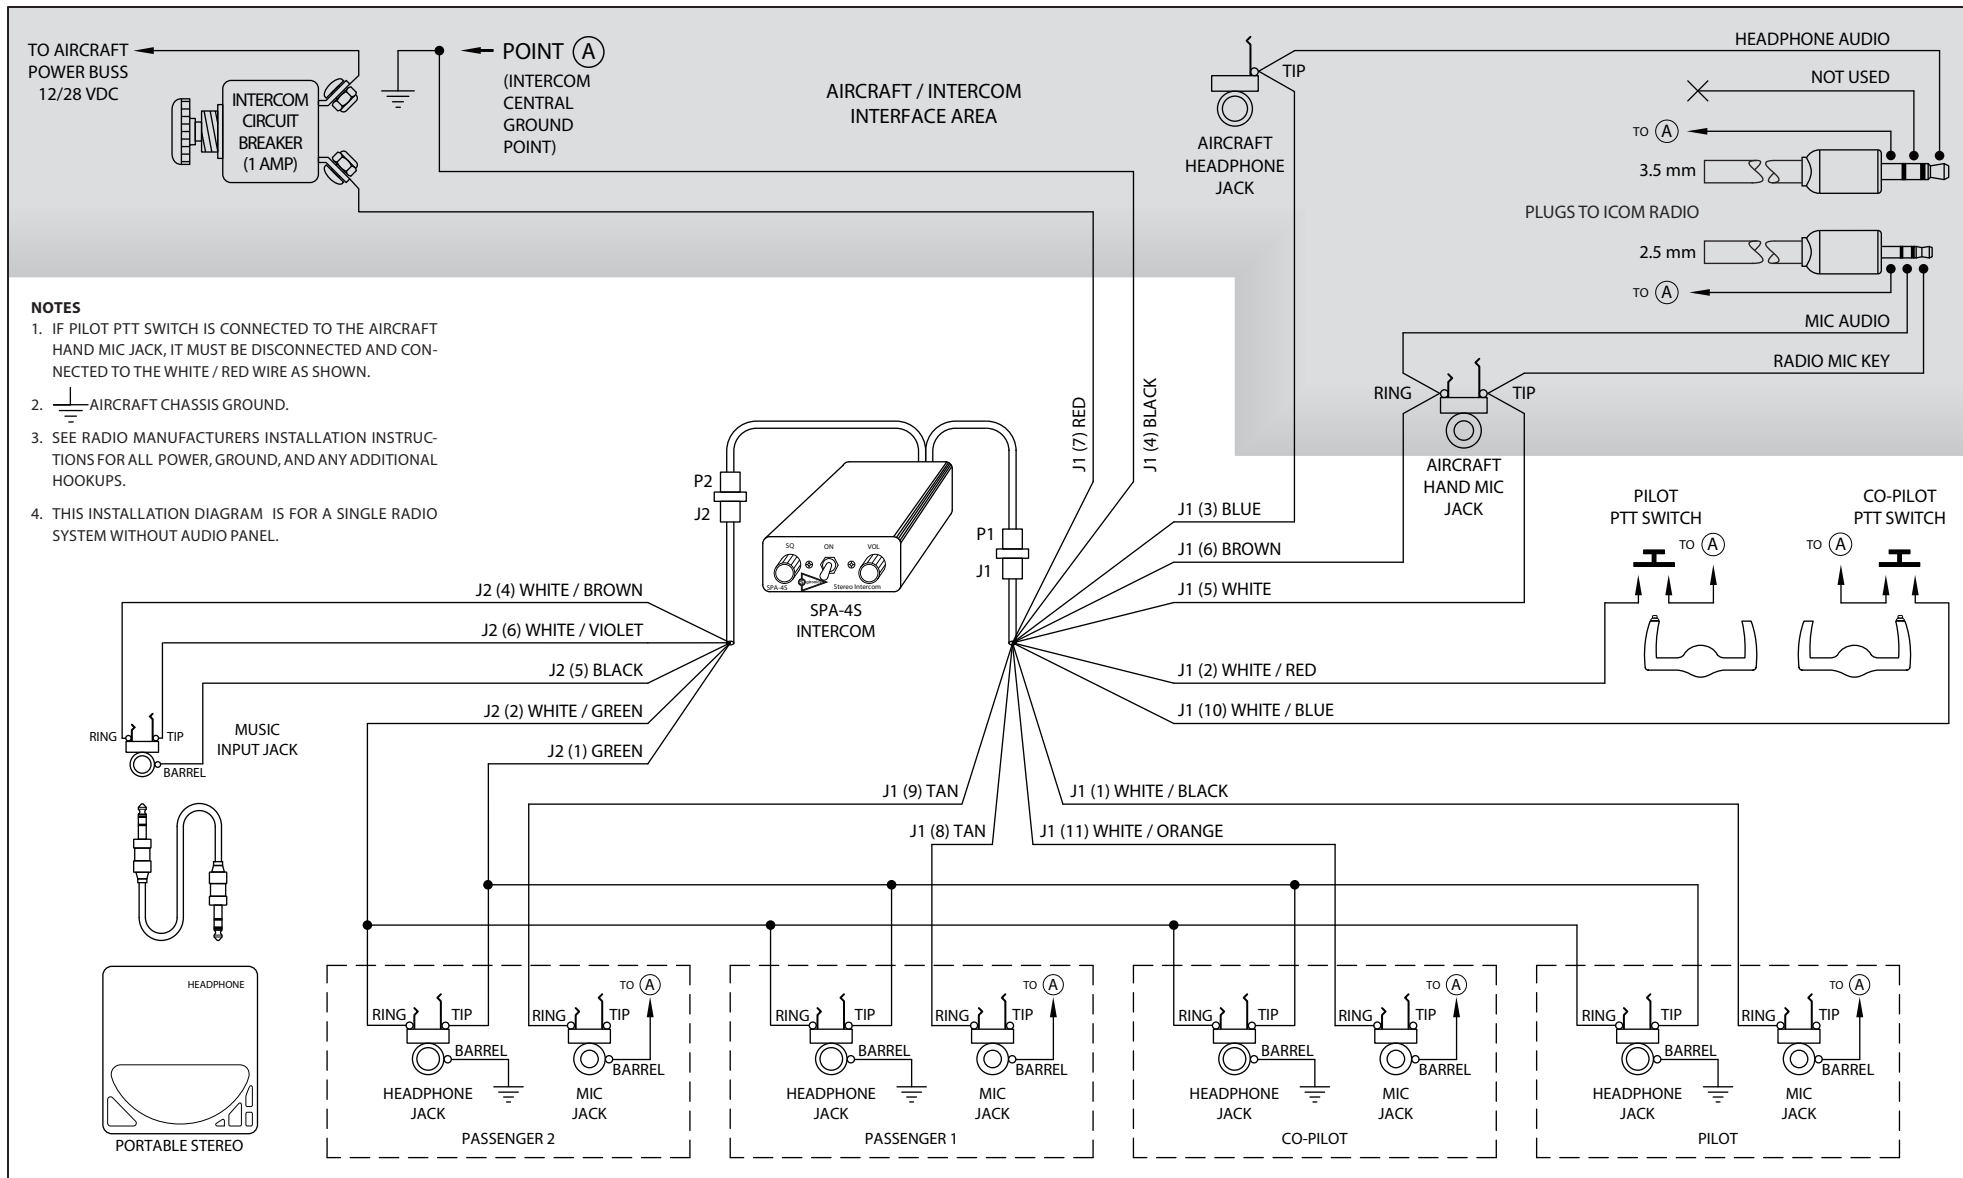 TO AIRCRAFT
POWER BUSS
12/28 VDC
INTERCOM
CIRCUIT
BREAKER
(1 AMP)
POINT A
(INTERCOM
CENTRAL
GROUND
POINT)
AIRCRAFT / INTERCOM
INTERFACE AREA
TIP
AIRCRAFT
HEADPHONE
JACK
HEADPHONE AUDIO
NOT USED
TO A
3.5 mm
PLUGS TO ICOM RADIO
2.5 mm
TO A
MIC AUDIO
RADIO MIC KEY
RING
TIP
AIRCRAFT
HAND MIC
JACK
NOTES
1. IF PILOT PTT SWITCH IS CONNECTED TO THE AIRCRAFT
HAND MIC JACK, IT MUST BE DISCONNECTED AND CON-
NECTED TO THE WHITE / RED WIRE AS SHOWN.
2. AIRCRAFT CHASSIS GROUND.
3. SEE RADIO MANUFACTURERS INSTALLATION INSTRUC-
TIONS FOR ALL POWER, GROUND, AND ANY ADDITIONAL
HOOKUPS.
4. THIS INSTALLATION DIAGRAM IS FOR A SINGLE RADIO
SYSTEM WITHOUT AUDIO PANEL.
P2
J2
SQ
ON
VOL
SPA-4S
Stereo Intercom
SPA-4S
INTERCOM
P1
J1
J1 (7) RED
J1 (4) BLACK
J1 (3) BLUE
J1 (6) BROWN
J1 (5) WHITE
J1 (2) WHITE / RED
J1 (10) WHITE / BLUE
PILOT
PTT SWITCH
TO A
CO-PILOT
PTT SWITCH
TO A
J2 (4) WHITE / BROWN
J2 (6) WHITE / VIOLET
J2 (5) BLACK
J2 (2) WHITE / GREEN
J2 (1) GREEN
J1 (9) TAN
J1 (8) TAN
J1 (1) WHITE / BLACK
J1 (11) WHITE / ORANGE
RING
TIP
BARREL
MUSIC
INPUT JACK
HEADPHONE
PORTABLE STEREO
RING
TIP
BARREL
HEADPHONE
JACK
RING
TIP
TO A
BARREL
MIC
JACK
PASSENGER 2
RING
TIP
BARREL
HEADPHONE
JACK
RING
TIP
TO A
BARREL
MIC
JACK
PASSENGER 1
RING
TIP
BARREL
HEADPHONE
JACK
RING
TIP
TO A
BARREL
MIC
JACK
CO-PILOT
RING
TIP
BARREL
HEADPHONE
JACK
RING
TIP
TO A
BARREL
MIC
JACK
PILOT